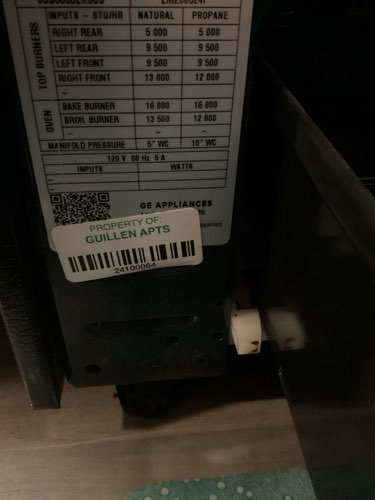 INPUTS - BTU/HR NATURAL PROPANE
TOP BURNERS
RIGHT REAR 5 000 5 000
LEFT REAR 9 500 9 500
LEFT FRONT 9 500 9 500
RIGHT FRONT 13 000 12 000
–
OVEN
BAKE BURNER 16 000 16 000
BROIL BURNER 13 500 12 000
– – –
MANIFOLD PRESSURE 5" WC 10" WC
120 V 60 Hz 5 A
INPUTS WATTS
GE APPLIANCES
PROPERTY OF:
GUILLEN APTS
24100064